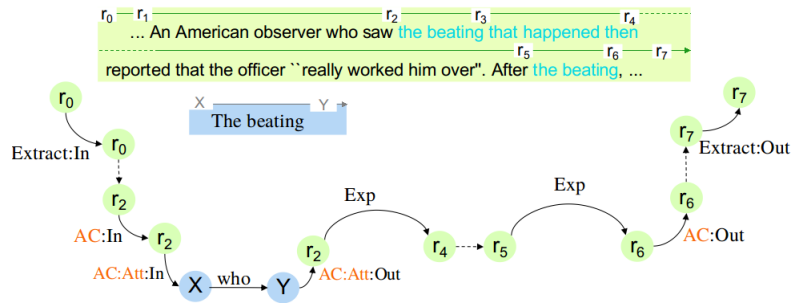 r0 r1 r2 r3 r4
... An American observer who saw the beating that happened then
r5 r6 r7
reported that the officer ``really worked him over". After the beating, ...
X Y
The beating
r0
r7
Extract:In
r0
r7
Extract:Out
r2
Exp
Exp
r6
AC:In
r2
r2
r4
r5
r6
AC:Out
AC:Att:In
X
who
Y
AC:Att:Out